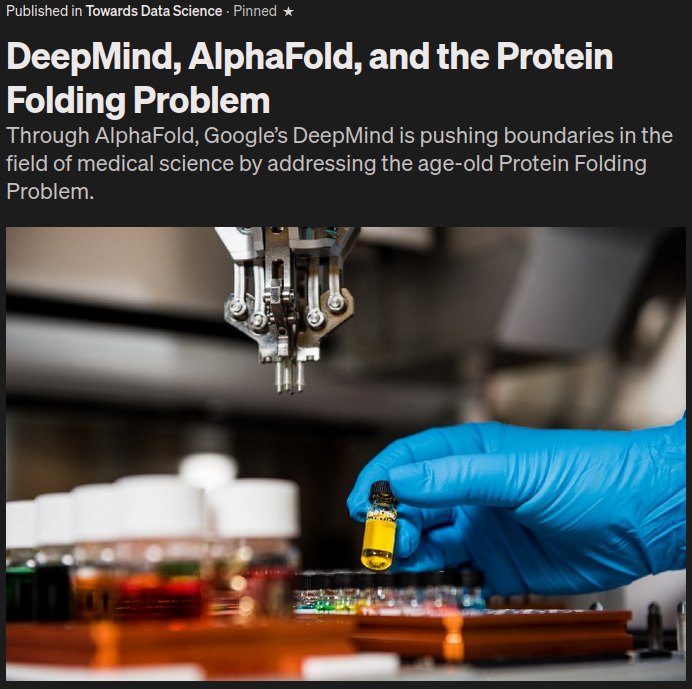 Published in Towards Data Science · Pinned ★
DeepMind, AlphaFold, and the Protein
Folding Problem
Through AlphaFold, Google’s DeepMind is pushing boundaries in the
field of medical science by addressing the age-old Protein Folding
Problem.